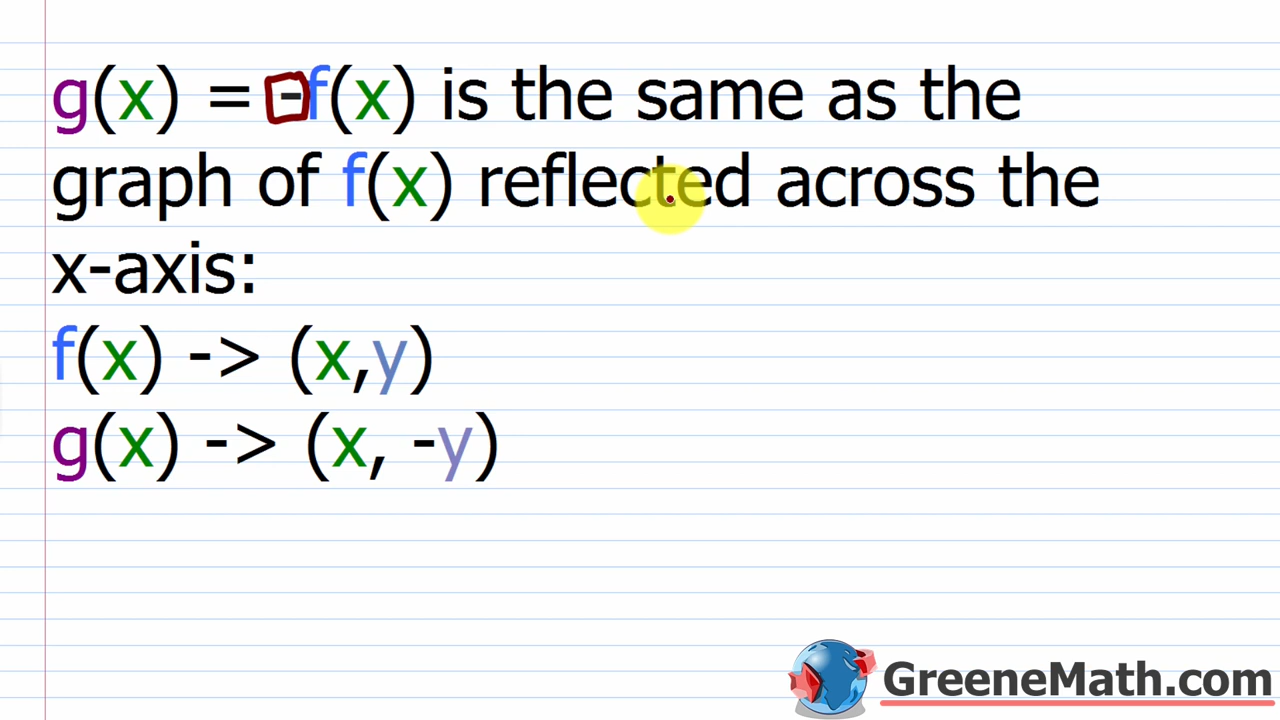 g(x) = -f(x) is the same as the
graph of f(x) reflected across the
x-axis:
f(x) -> (x,y)
g(x) -> (x, -y)
GreeneMath.com